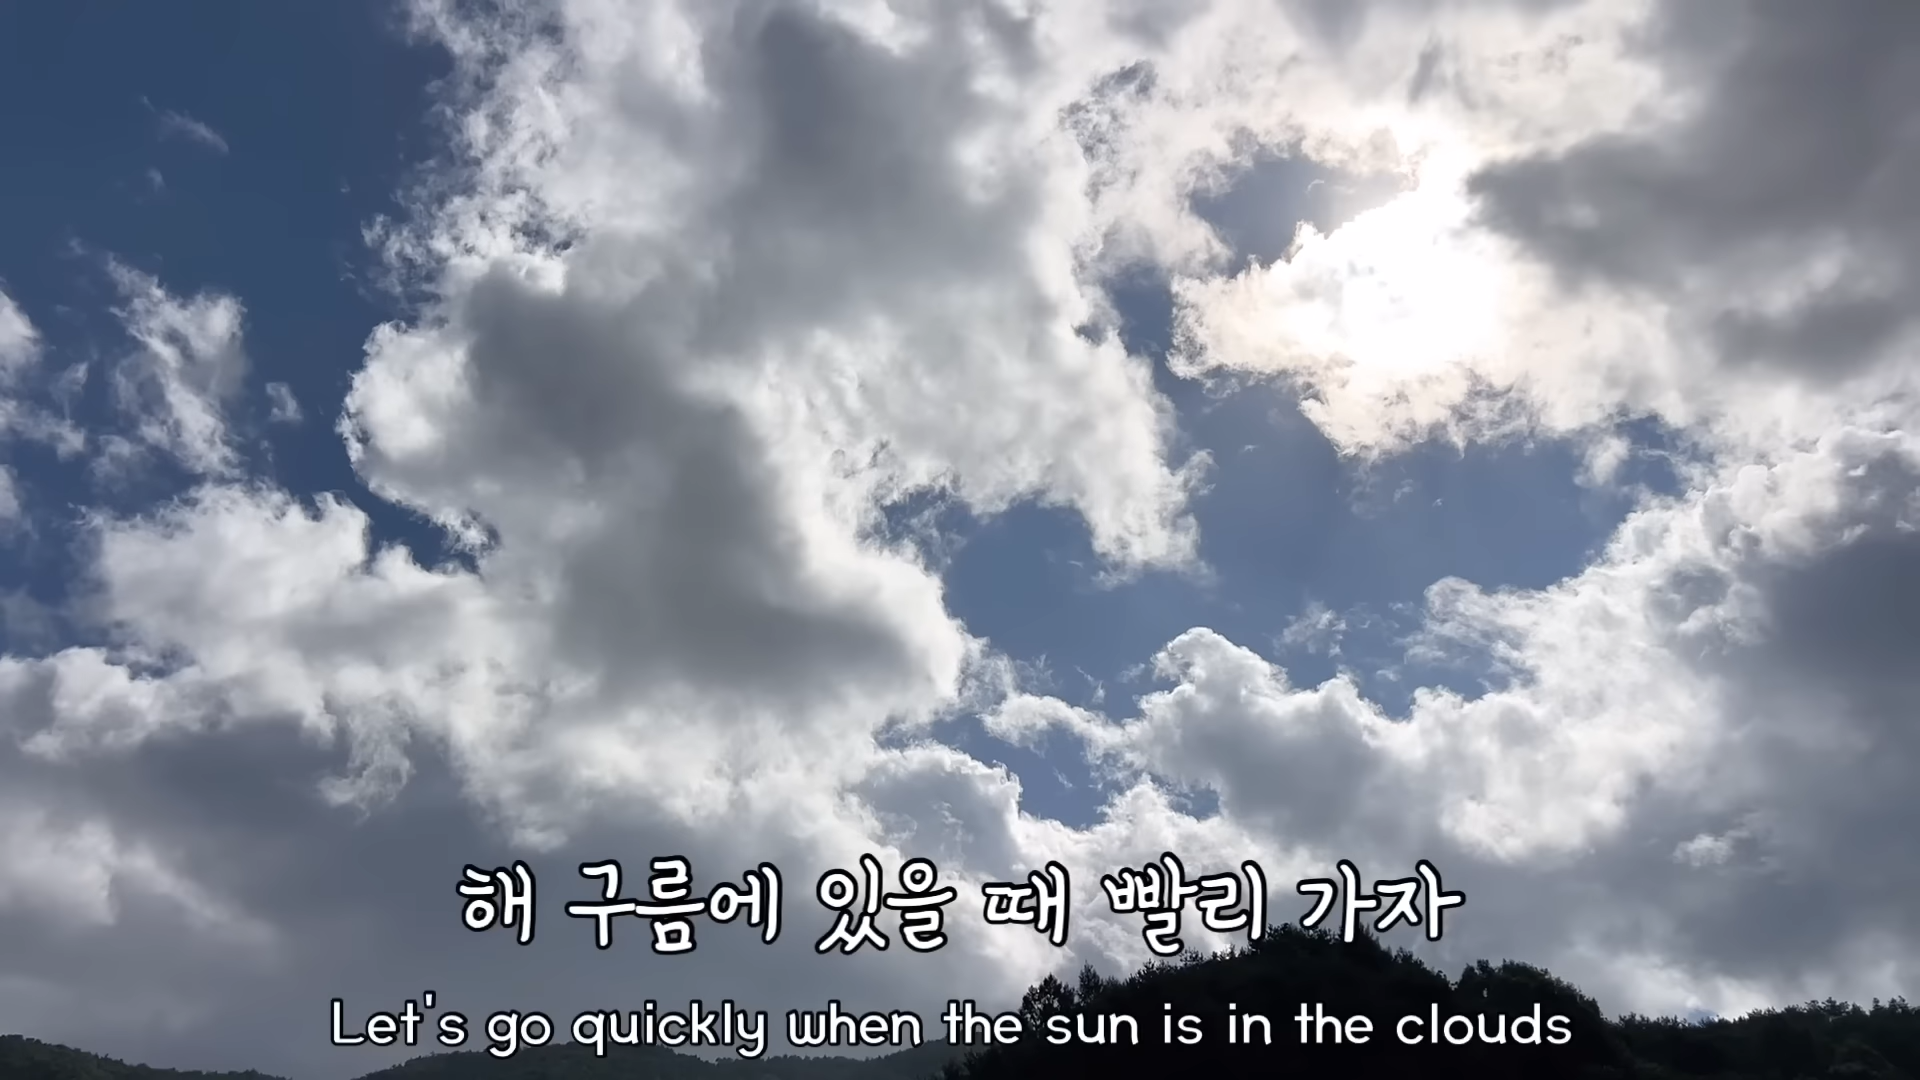 해 구름에 있을 때 빨리 가자
Let's go quickly when the sun is in the clouds